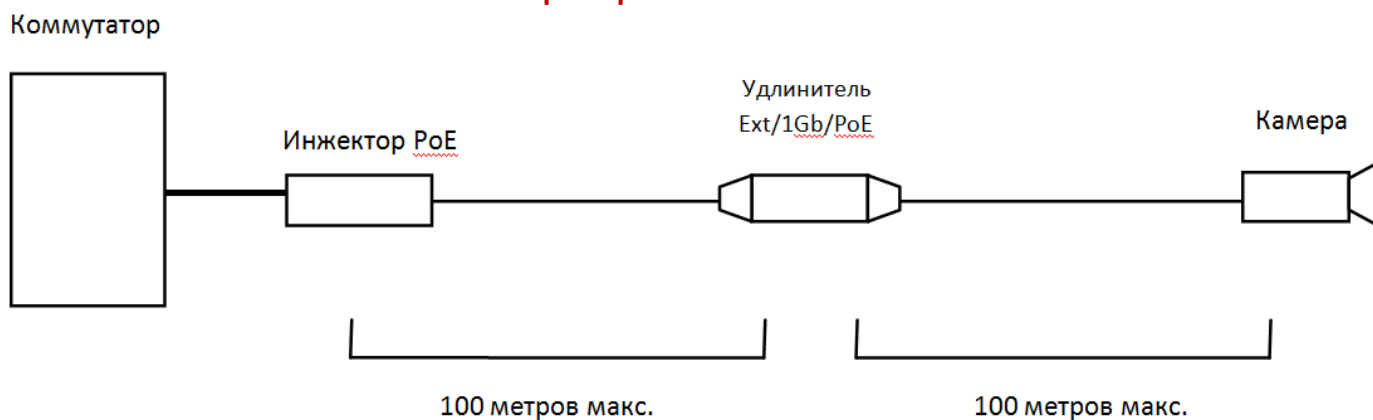 Коммутатор
Удлинитель
Ext/1Gb/PoE
Инжектор PoE
Камера
100 метров макс.
100 метров макс.